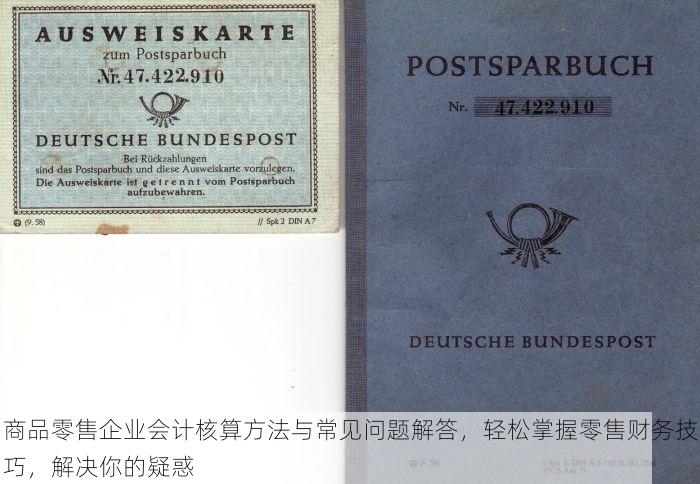 AUSWEISKARTE
zum Postsparbuch
Nr. 47.422.910
DEUTSCHE BUNDESPOST
Bei Rückzahlungen
sind das Postsparbuch und diese Ausweiskarte vorzulegen.
Die Ausweiskarte ist getrennt vom Postsparbuch
aufzubewahren.
(9. 58)
// Spk 2 DIN A 7
POSTSPARBUCH
Nr. 47.422.910
DEUTSCHE BUNDESPOST
商品零售企业会计核算方法与常见问题解答，轻松掌握零售财务技
巧，解决你的疑惑